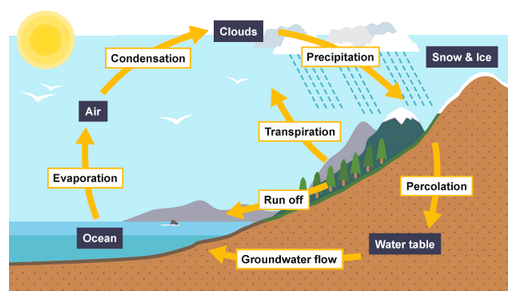 Clouds
Condensation
Precipitation
Snow & Ice
Air
Transpiration
Evaporation
Percolation
Run off
Ocean
Water table
Groundwater flow